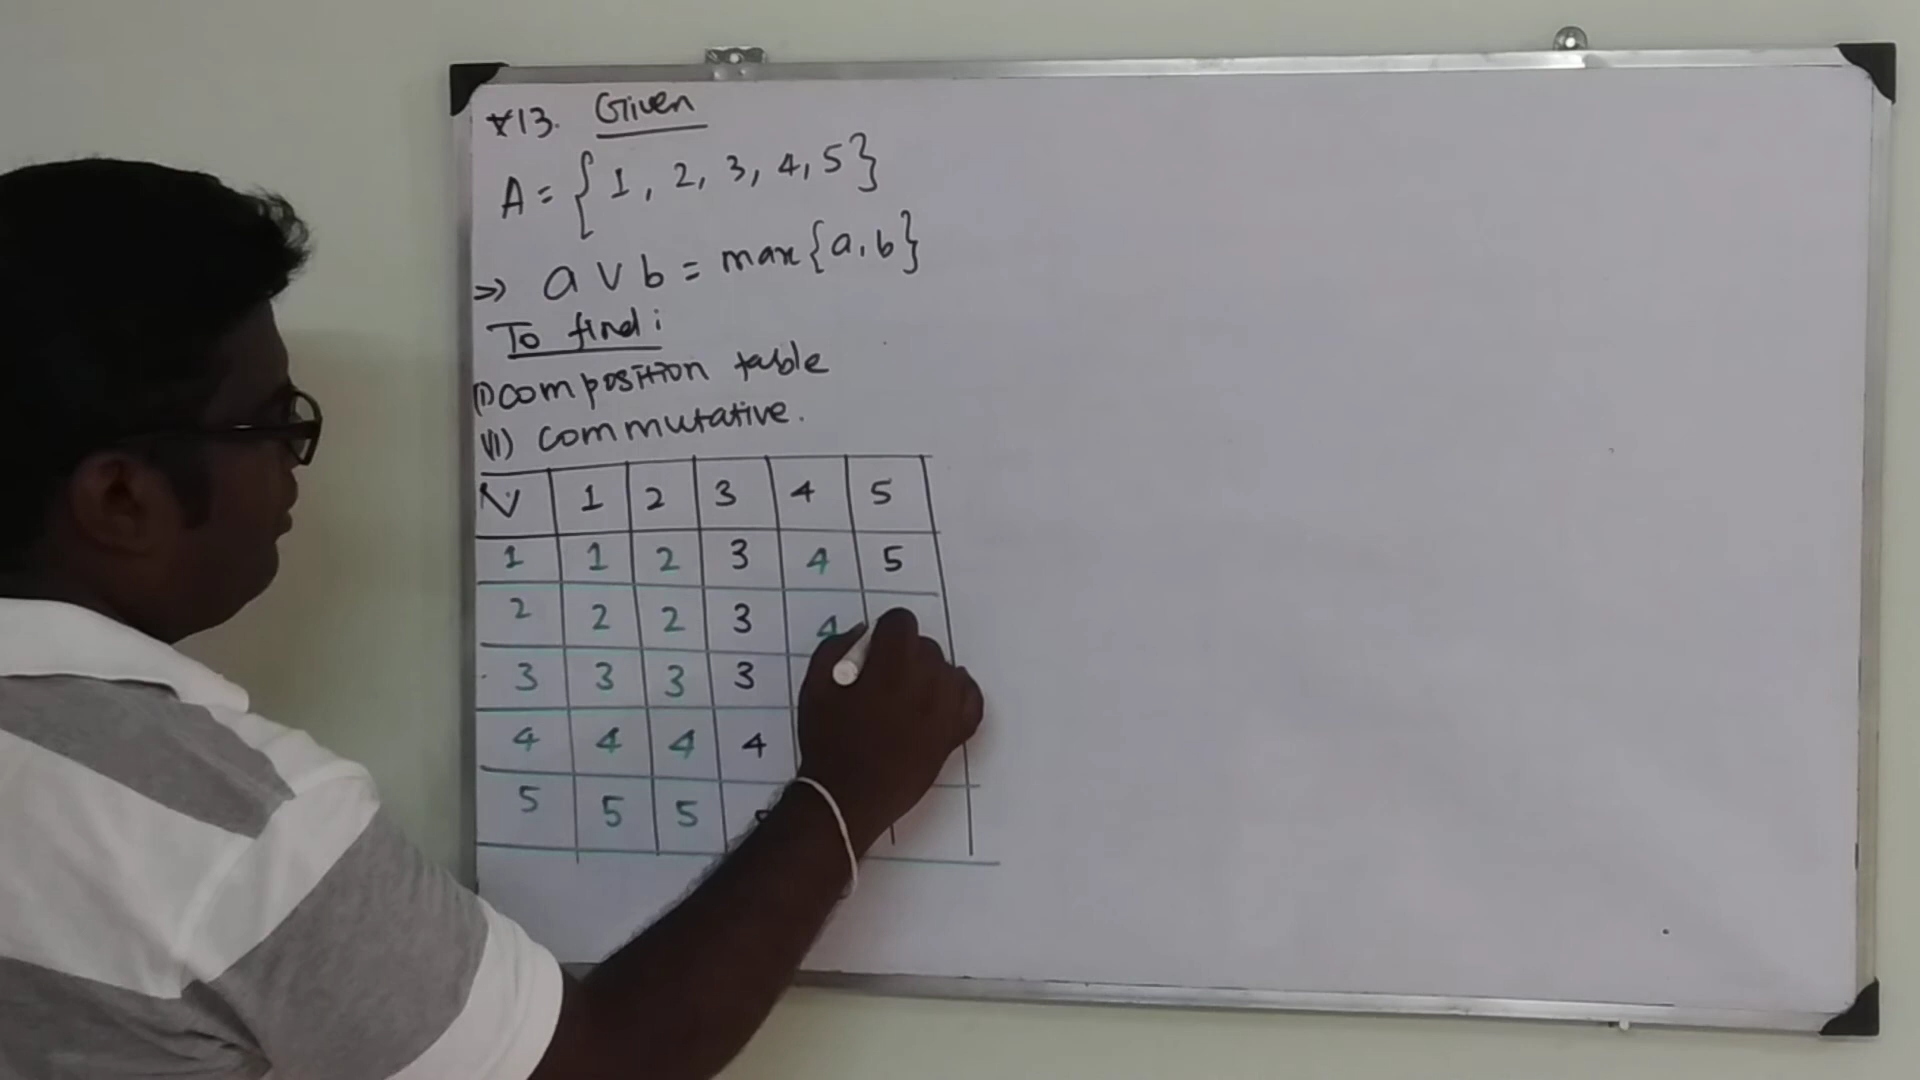 *13. Given
A = { 1, 2, 3, 4, 5}
=> a v b = max{a, b}
To find :
(i) composition table
(ii) commutative.
V 1 2 3 4 5
1 1 2 3 4 5
2 2 2 3 4
3 3 3 3
4 4 4 4
5 5 5